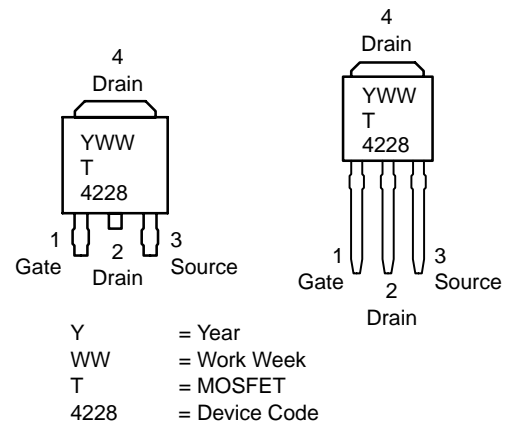 4
Drain
YWW
T
4228
1
Gate
2
Drain
3
Source
4
Drain
YWW
T
4228
1
Gate
2
Drain
3
Source
Y = Year
WW = Work Week
T = MOSFET
4228 = Device Code